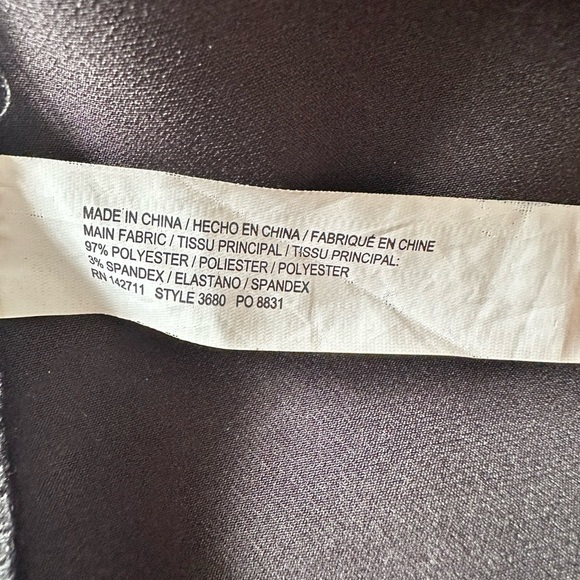 MADE IN CHINA / HECHO EN CHINA / FABRIQUÉ EN CHINE
MAIN FABRIC / TISSU PRINCIPAL / TISSU PRINCIPAL:
97% POLYESTER / POLIESTER / POLYESTER
3% SPANDEX / ELASTANO / SPANDEX
RN 142711 STYLE 3680 PO 8831